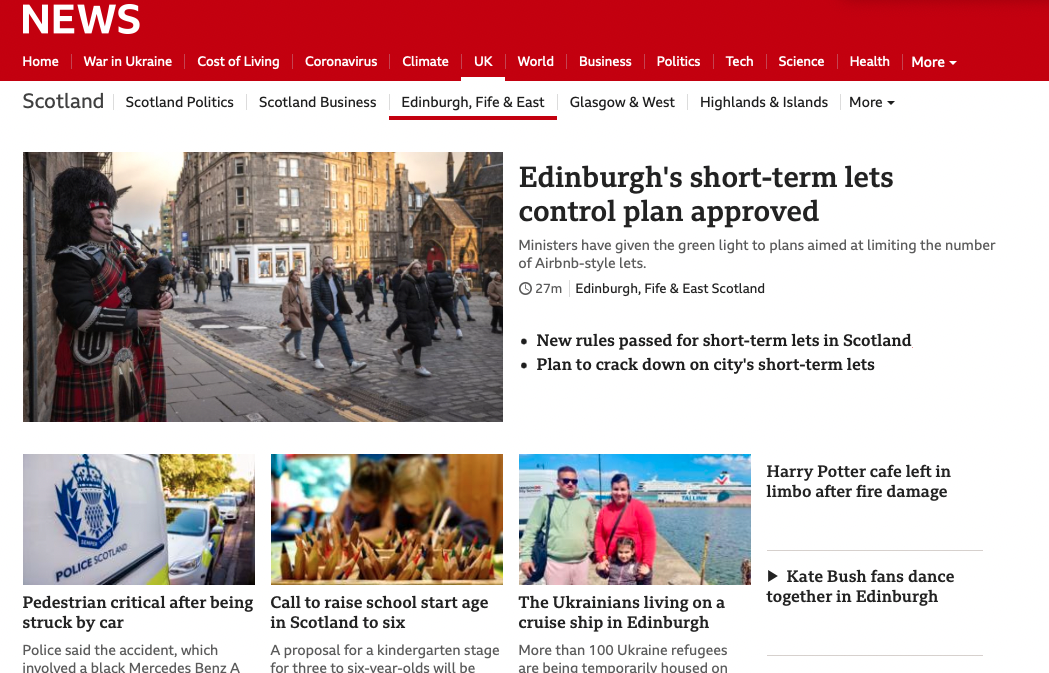 NEWS
Home War in Ukraine Cost of Living Coronavirus Climate UK World Business Politics Tech Science Health More
Scotland Scotland Politics Scotland Business Edinburgh, Fife & East Glasgow & West Highlands & Islands More
Edinburgh's short-term lets
control plan approved
Ministers have given the green light to plans aimed at limiting the number
of Airbnb-style lets.
27m Edinburgh, Fife & East Scotland
• New rules passed for short-term lets in Scotland
• Plan to crack down on city's short-term lets
POLICE SCOTLAND
Pedestrian critical after being
struck by car
Police said the accident, which
involved a black Mercedes Benz A
Call to raise school start age
in Scotland to six
A proposal for a kindergarten stage
for three to six-year-olds will be
TALLINK
The Ukrainians living on a
cruise ship in Edinburgh
More than 100 Ukraine refugees
are being temporarily housed on
Harry Potter cafe left in
limbo after fire damage
Kate Bush fans dance
together in Edinburgh